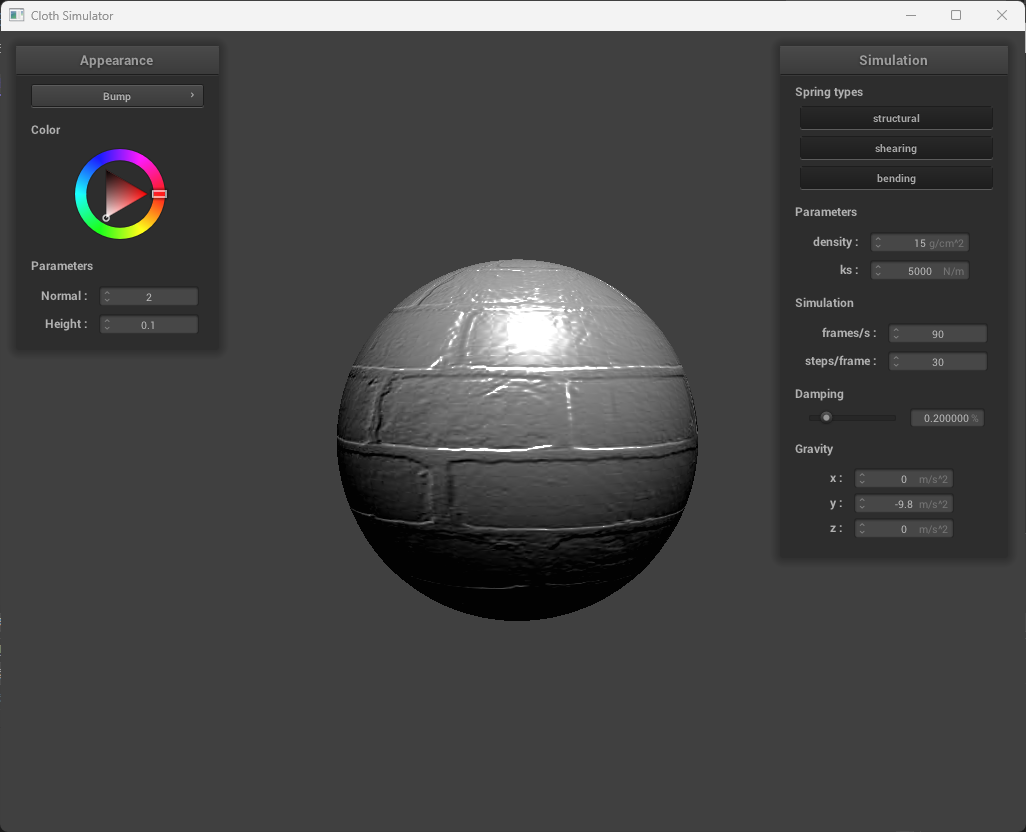 Cloth Simulator
Appearance
Bump
Color
Parameters
Normal : 2
Height : 0.1
Simulation
Spring types
structural
shearing
bending
Parameters
density : 15 g/cm^2
ks : 5000 N/m
Simulation
frames/s : 90
steps/frame : 30
Damping
0.200000 %
Gravity
x : 0 m/s^2
y : -9.8 m/s^2
z : 0 m/s^2